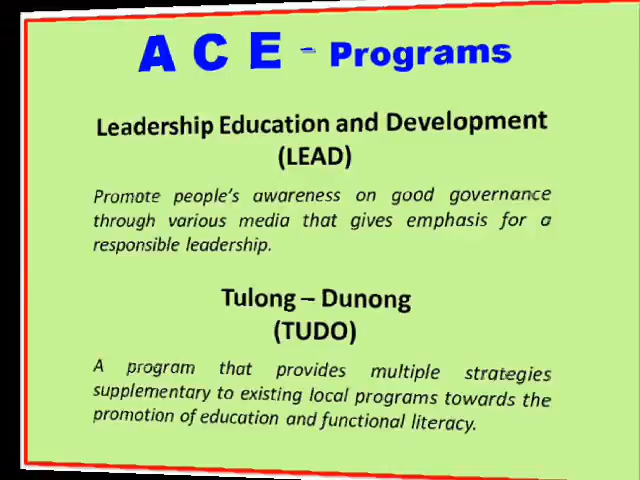 A C E - Programs
Leadership Education and Development
(LEAD)
Promote people's awareness on good governance
through various media that gives emphasis for a
responsible leadership.
Tulong – Dunong
(TUDO)
A program that provides multiple strategies
supplementary to existing local programs towards the
promotion of education and functional literacy.